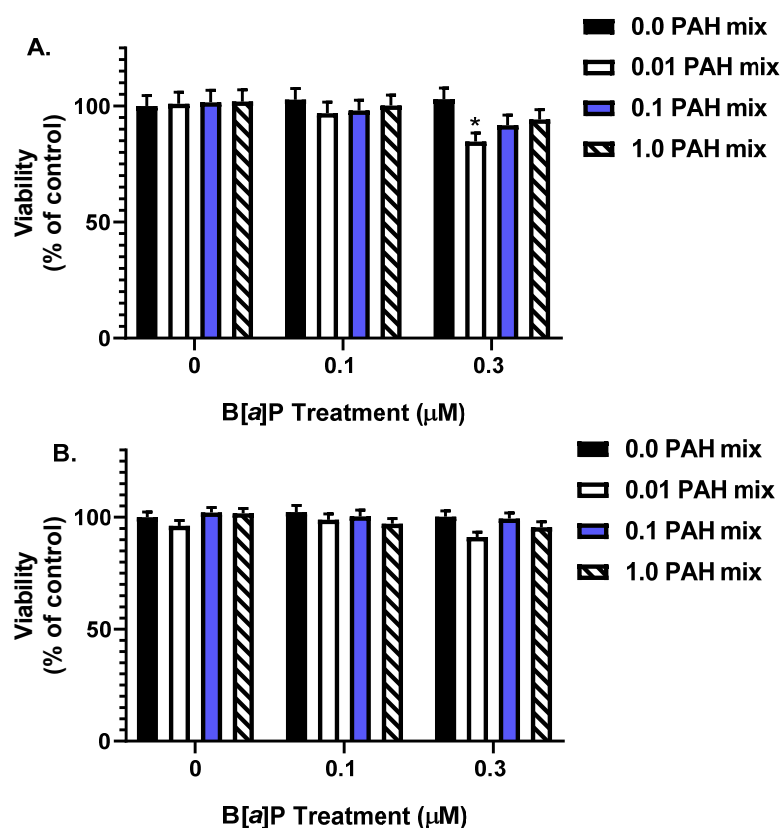 A.
0.0 PAH mix
0.01 PAH mix
0.1 PAH mix
1.0 PAH mix
Viability
(% of control)
100
50
0
*
0 0.1 0.3
B[a]P Treatment (μM)
B.
0.0 PAH mix
0.01 PAH mix
0.1 PAH mix
1.0 PAH mix
Viability
(% of control)
100
50
0
0 0.1 0.3
B[a]P Treatment (μM)